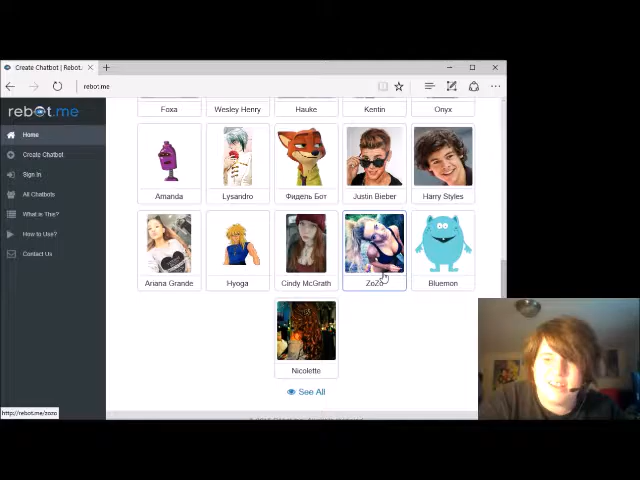 Create Chatbot | Rebot.
rebot.me
rebot.me
Home
Create Chatbot
Sign In
All Chatbots
What is This?
How to Use?
Contact Us
Foxa
Wesley Henry
Hauke
Kentin
Onyx
Amanda
Lysandro
Фидель Бот
Justin Bieber
Harry Styles
Ariana Grande
Hyoga
Cindy McGrath
ZoZo
Bluemon
Nicolette
See All
http://rebot.me/zozo